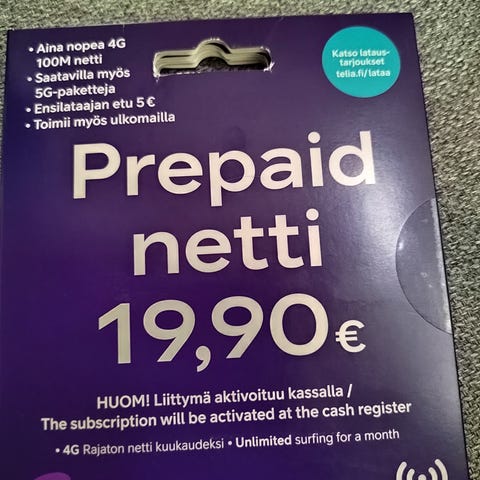 • Aina nopea 4G
100M netti
• Saatavilla myös
5G-paketteja
• Ensilataajan etu 5 €
• Toimii myös ulkomailla
Katso lataus-
tarjoukset
telia.fi/lataa
Prepaid
netti
19,90€
HUOM! Liittymä aktivoituu kassalla /
The subscription will be activated at the cash register
• 4G Rajaton netti kuukaudeksi • Unlimited surfing for a month